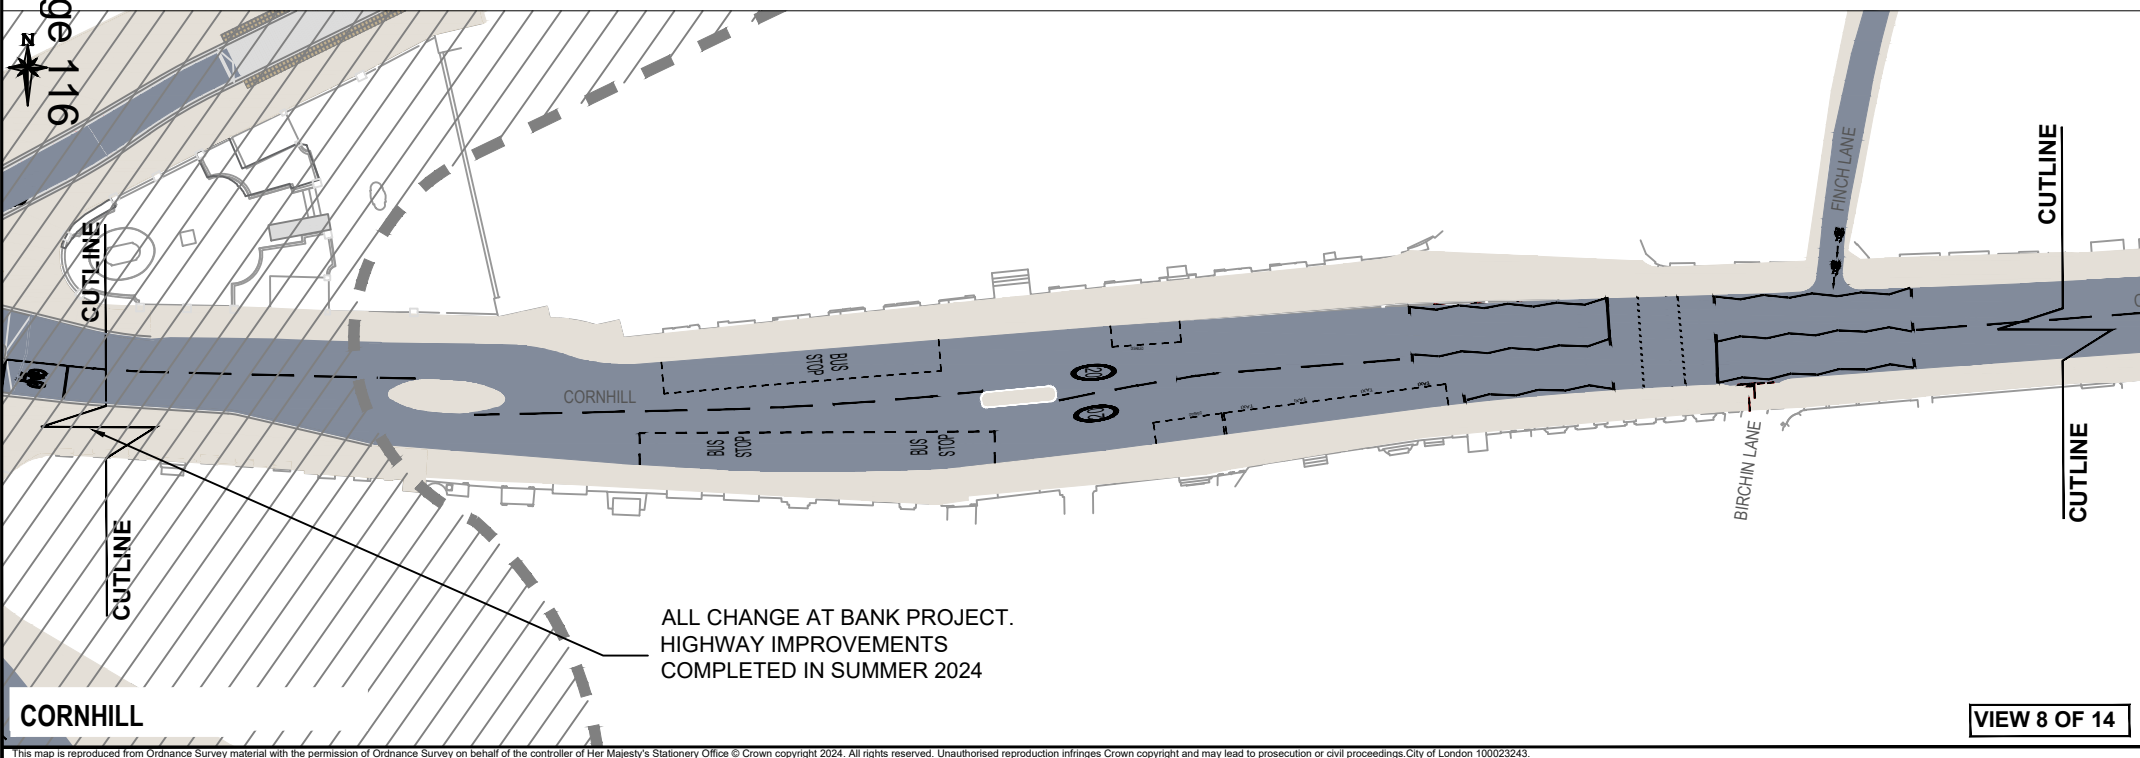 ge 116
N
CUTLINE
CUTLINE
CORNHILL
BUS
STOP
BUS
STOP
BUS
STOP
20
20
FINCH LANE
BIRCHIN LANE
CUTLINE
CUTLINE
ALL CHANGE AT BANK PROJECT.
HIGHWAY IMPROVEMENTS
COMPLETED IN SUMMER 2024
CORNHILL
VIEW 8 OF 14
This map is reproduced from Ordnance Survey material with the permission of Ordnance Survey on behalf of the controller of Her Majesty's Stationery Office © Crown copyright 2024. All rights reserved. Unauthorised reproduction infringes Crown copyright and may lead to prosecution or civil proceedings.City of London 100023243.